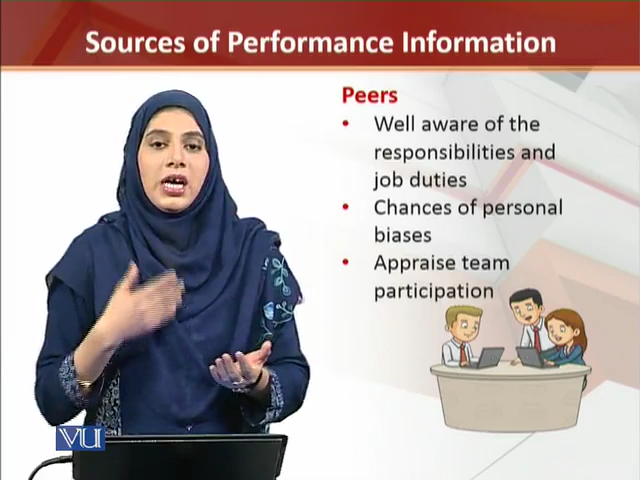 Sources of Performance Information
Peers
• Well aware of the
responsibilities and
job duties
• Chances of personal
biases
• Appraise team
participation
VU